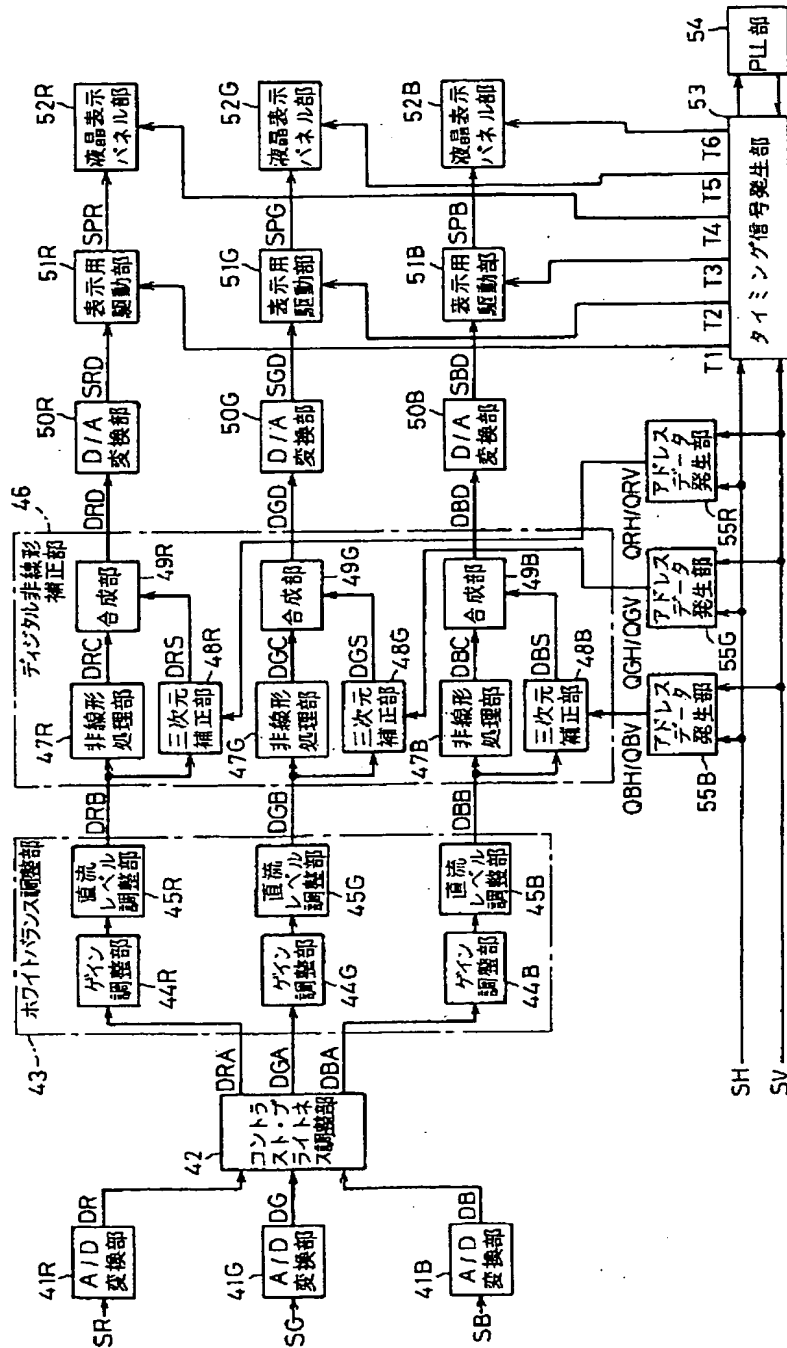 SR
41R
A/D
変換部
DR
SG
41G
A/D
変換部
DG
SB
41B
A/D
変換部
DB
42
コントラ
スト・ブ
ライトネ
ス調整部
DRA
DGA
DBA
43
ホワイトバランス調整部
ゲイン
調整部
44R
直流
レベル
調整部
45R
ゲイン
調整部
44G
直流
レベル
調整部
45G
ゲイン
調整部
44B
直流
レベル
調整部
45B
DRB
DGB
DBB
ディジタル非線形
補正部
46
47R
非線形
処理部
DRC
合成部
49R
三次元
補正部
DRS
48R
47G
非線形
処理部
DGC
合成部
49G
三次元
補正部
DGS
48G
47B
非線形
処理部
DBC
合成部
49B
三次元
補正部
DBS
48B
DRD
DGD
DBD
50R
D/A
変換部
SRD
51R
表示用
駆動部
SPR
52R
液晶表示
パネル部
50G
D/A
変換部
SGD
51G
表示用
駆動部
SPG
52G
液晶表示
パネル部
50B
D/A
変換部
SBD
51B
表示用
駆動部
SPB
52B
液晶表示
パネル部
QBH/QBV
アドレス
データ
発生部
55B
QGH/QGV
アドレス
データ
発生部
55G
QRH/QRV
アドレス
データ
発生部
55R
T1
T2
T3
T4
T5
T6
タイミング信号発生部
53
PLL部
54
SH
SV